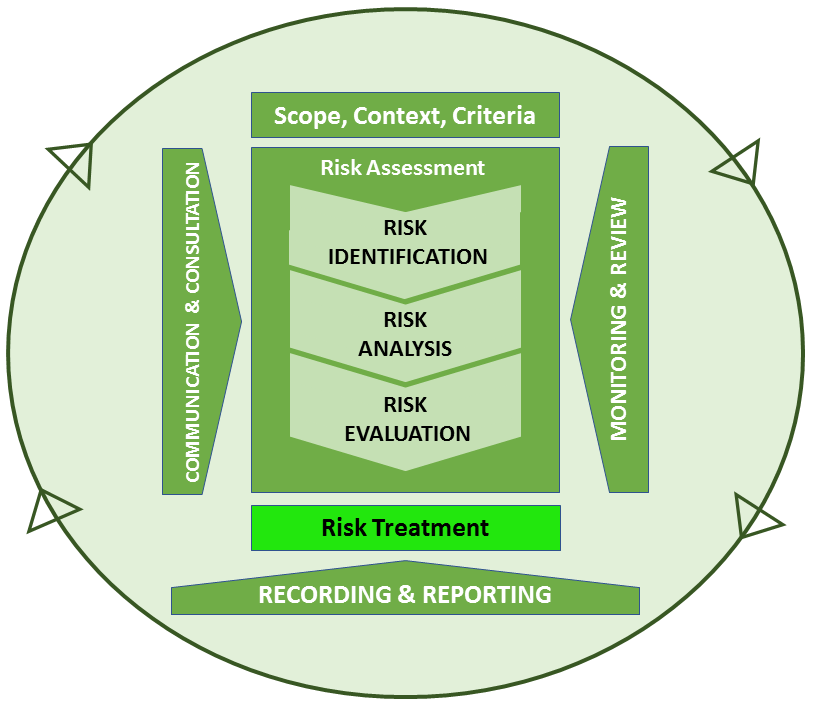 Scope, Context, Criteria
Risk Assessment
RISK
IDENTIFICATION
RISK
ANALYSIS
RISK
EVALUATION
COMMUNICATION & CONSULTATION
MONITORING & REVIEW
Risk Treatment
RECORDING & REPORTING